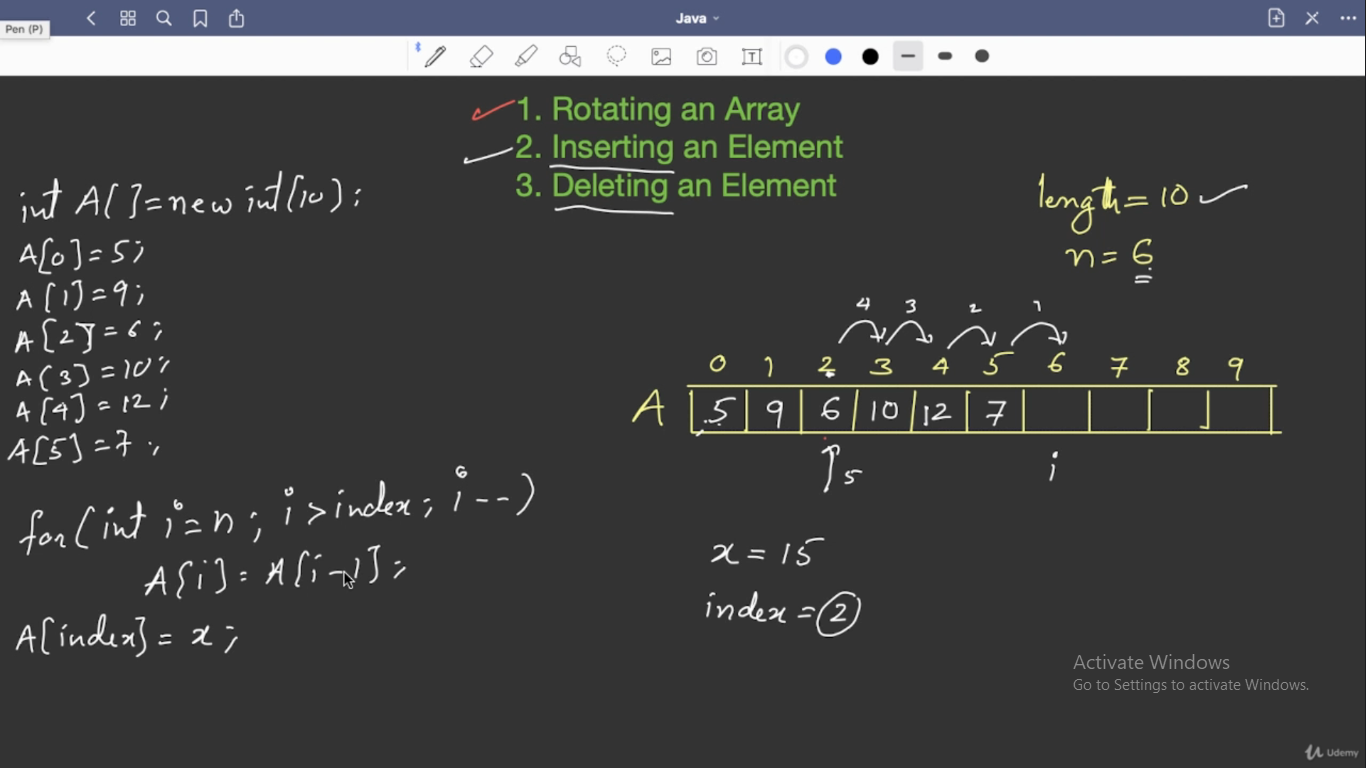 Pen (P)
Java
1. Rotating an Array
2. Inserting an Element
3. Deleting an Element
int A[]=new int[10];
A[0]=5;
A[1]=9;
A[2]=6;
A[3]=10;
A[4]=12;
A[5]=7;
for(int i=n; i>index; i--)
6
6
A[i]=A[i-1];
A[index]=x;
length=10
n=6
4 3 2 1
0 1 2 3 4 5 6 7 8 9
A 5 9 6 10 12 7
5 i
x=15
index=2
Activate Windows
Go to Settings to activate Windows.
Udemy